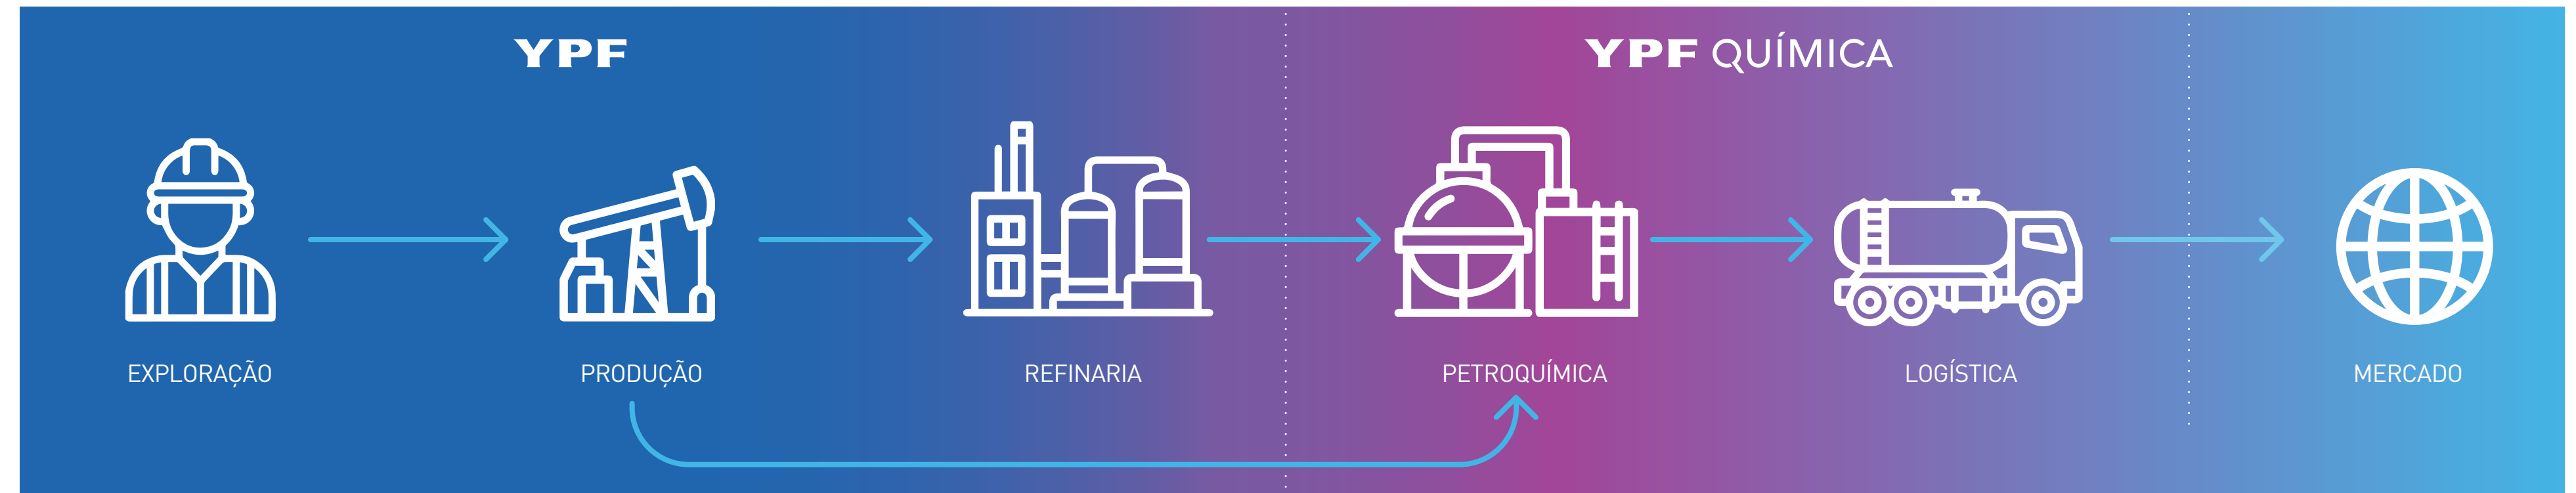 YPF
YPF QUÍMICA
EXPLORAÇÃO
PRODUÇÃO
REFINARIA
PETROQUÍMICA
LOGÍSTICA
MERCADO